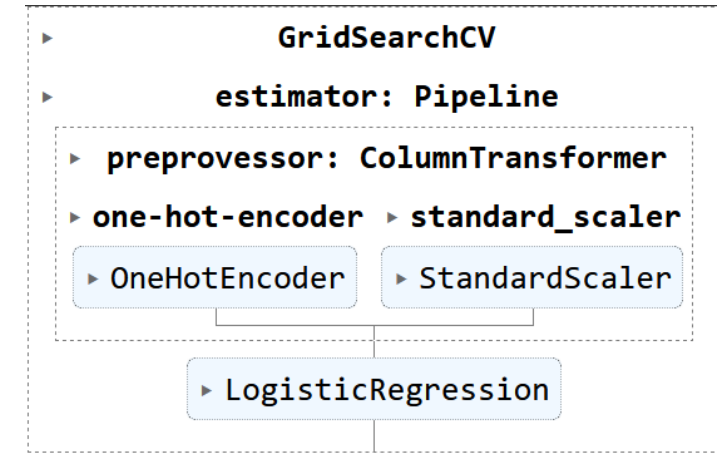 GridSearchCV
estimator: Pipeline
preprovessor: ColumnTransformer
one-hot-encoder standard_scaler
OneHotEncoder StandardScaler
LogisticRegression